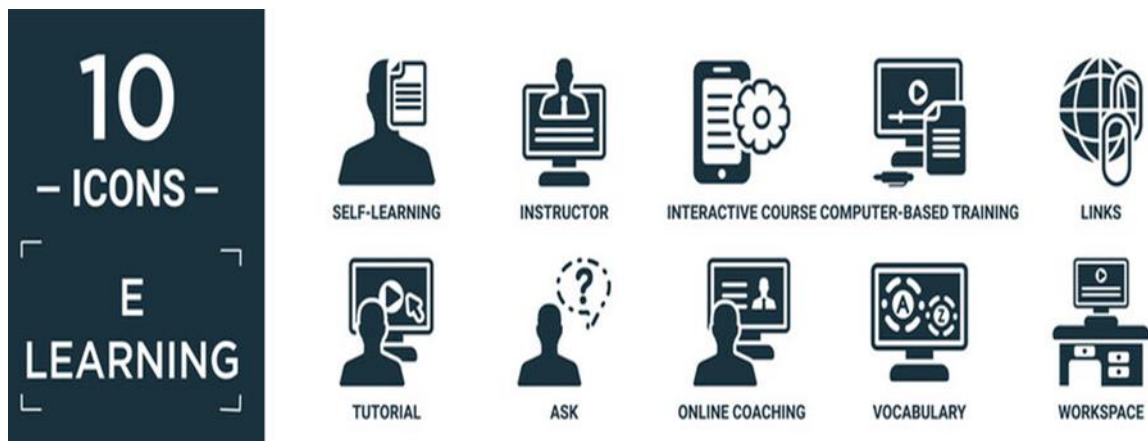 10
– ICONS –
E
LEARNING
SELF-LEARNING
INSTRUCTOR
INTERACTIVE COURSE
COMPUTER-BASED TRAINING
LINKS
?
A
Z
TUTORIAL
ASK
ONLINE COACHING
VOCABULARY
WORKSPACE